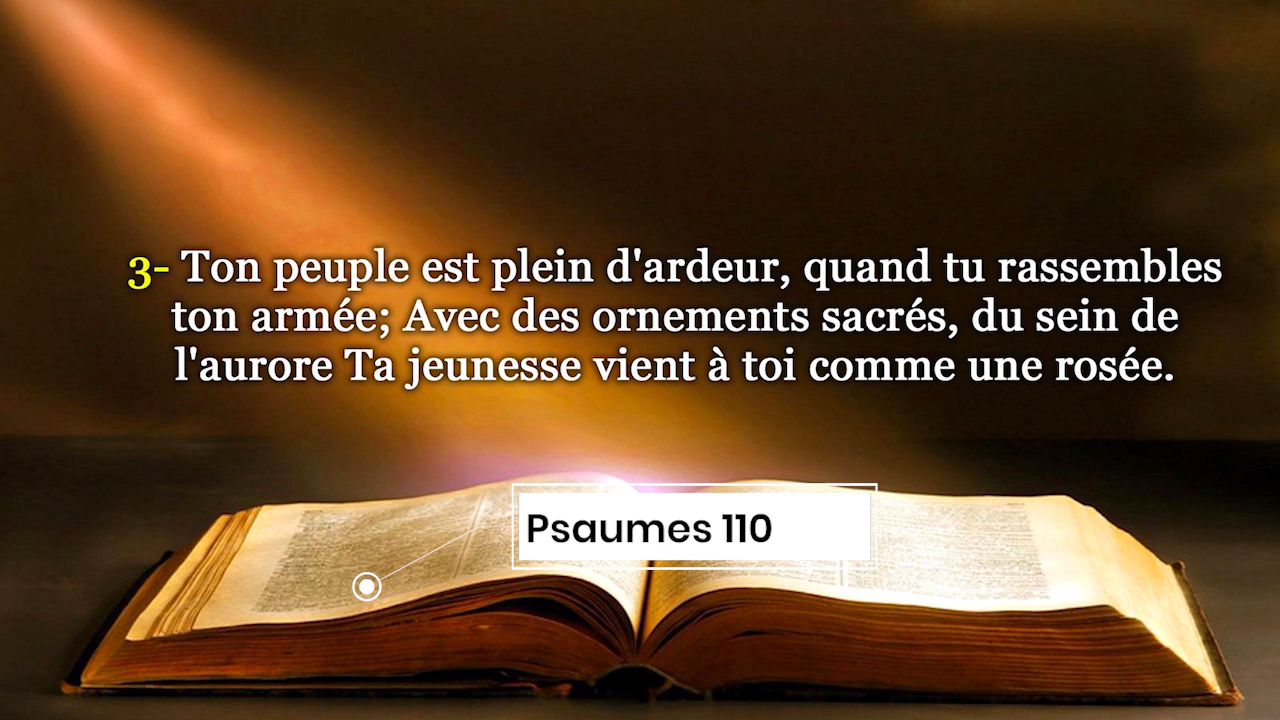 3- Ton peuple est plein d'ardeur, quand tu rassembles
ton armée; Avec des ornements sacrés, du sein de
l'aurore Ta jeunesse vient à toi comme une rosée.
Psaumes 110